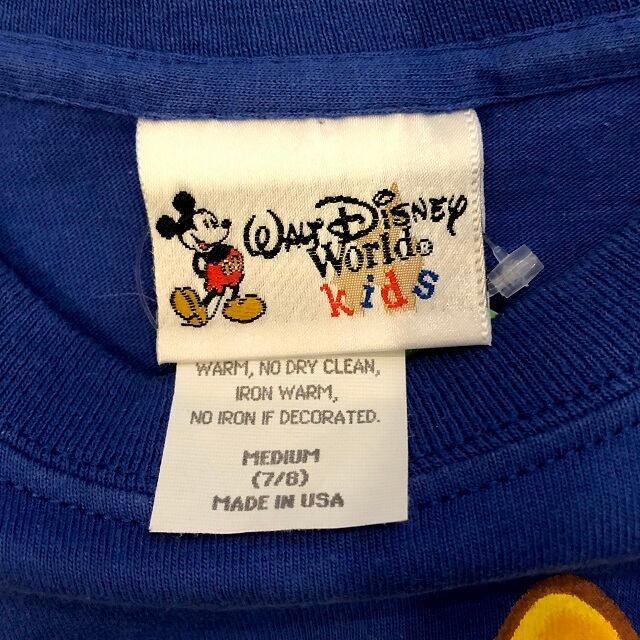 Walt Disney
World®
kids
WARM, NO DRY CLEAN,
IRON WARM,
NO IRON IF DECORATED.
MEDIUM
(7/8)
MADE IN USA